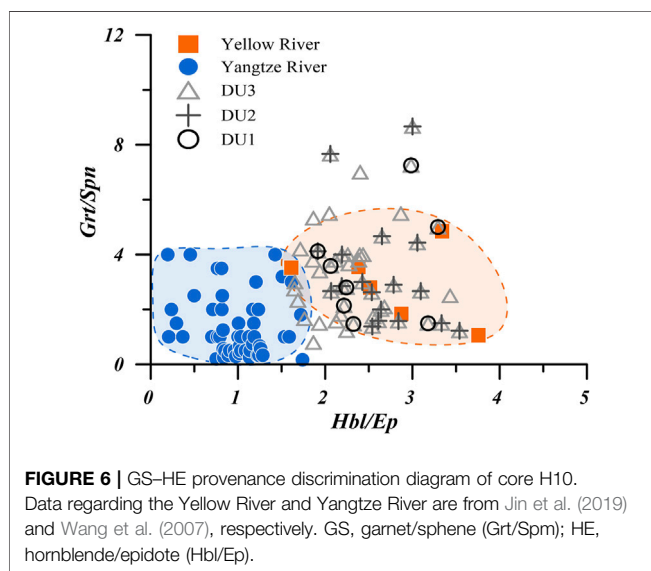 12
8
4
0
Grt/Spn
Yellow River
Yangtze River
DU3
DU2
DU1
0 1 2 3 4 5
Hbl/Ep
FIGURE 6 | GS–HE provenance discrimination diagram of core H10.
Data regarding the Yellow River and Yangtze River are from Jin et al. (2019)
and Wang et al. (2007), respectively. GS, garnet/sphene (Grt/Spm); HE,
hornblende/epidote (Hbl/Ep).